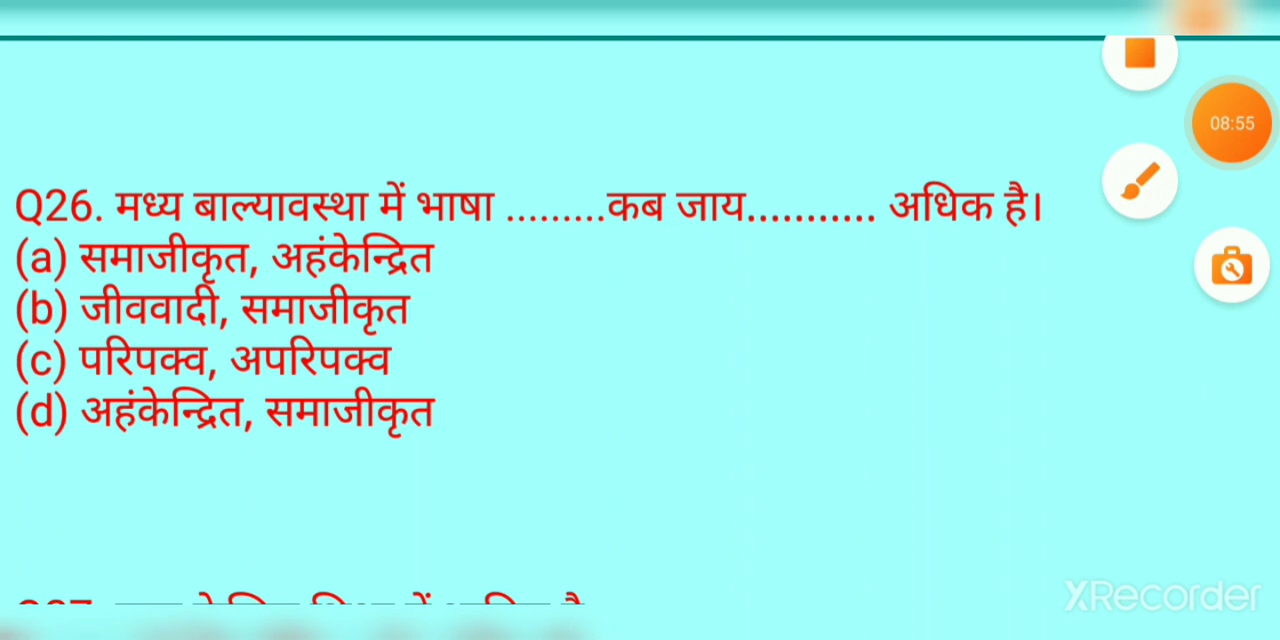 08:55
Q26. मध्य बाल्यावस्था में भाषा .........कब जाय........... अधिक है।
(a) समाजीकृत, अहंकेन्द्रित
(b) जीववादी, समाजीकृत
(c) परिपक्व, अपरिपक्व
(d) अहंकेन्द्रित, समाजीकृत
XRecorder